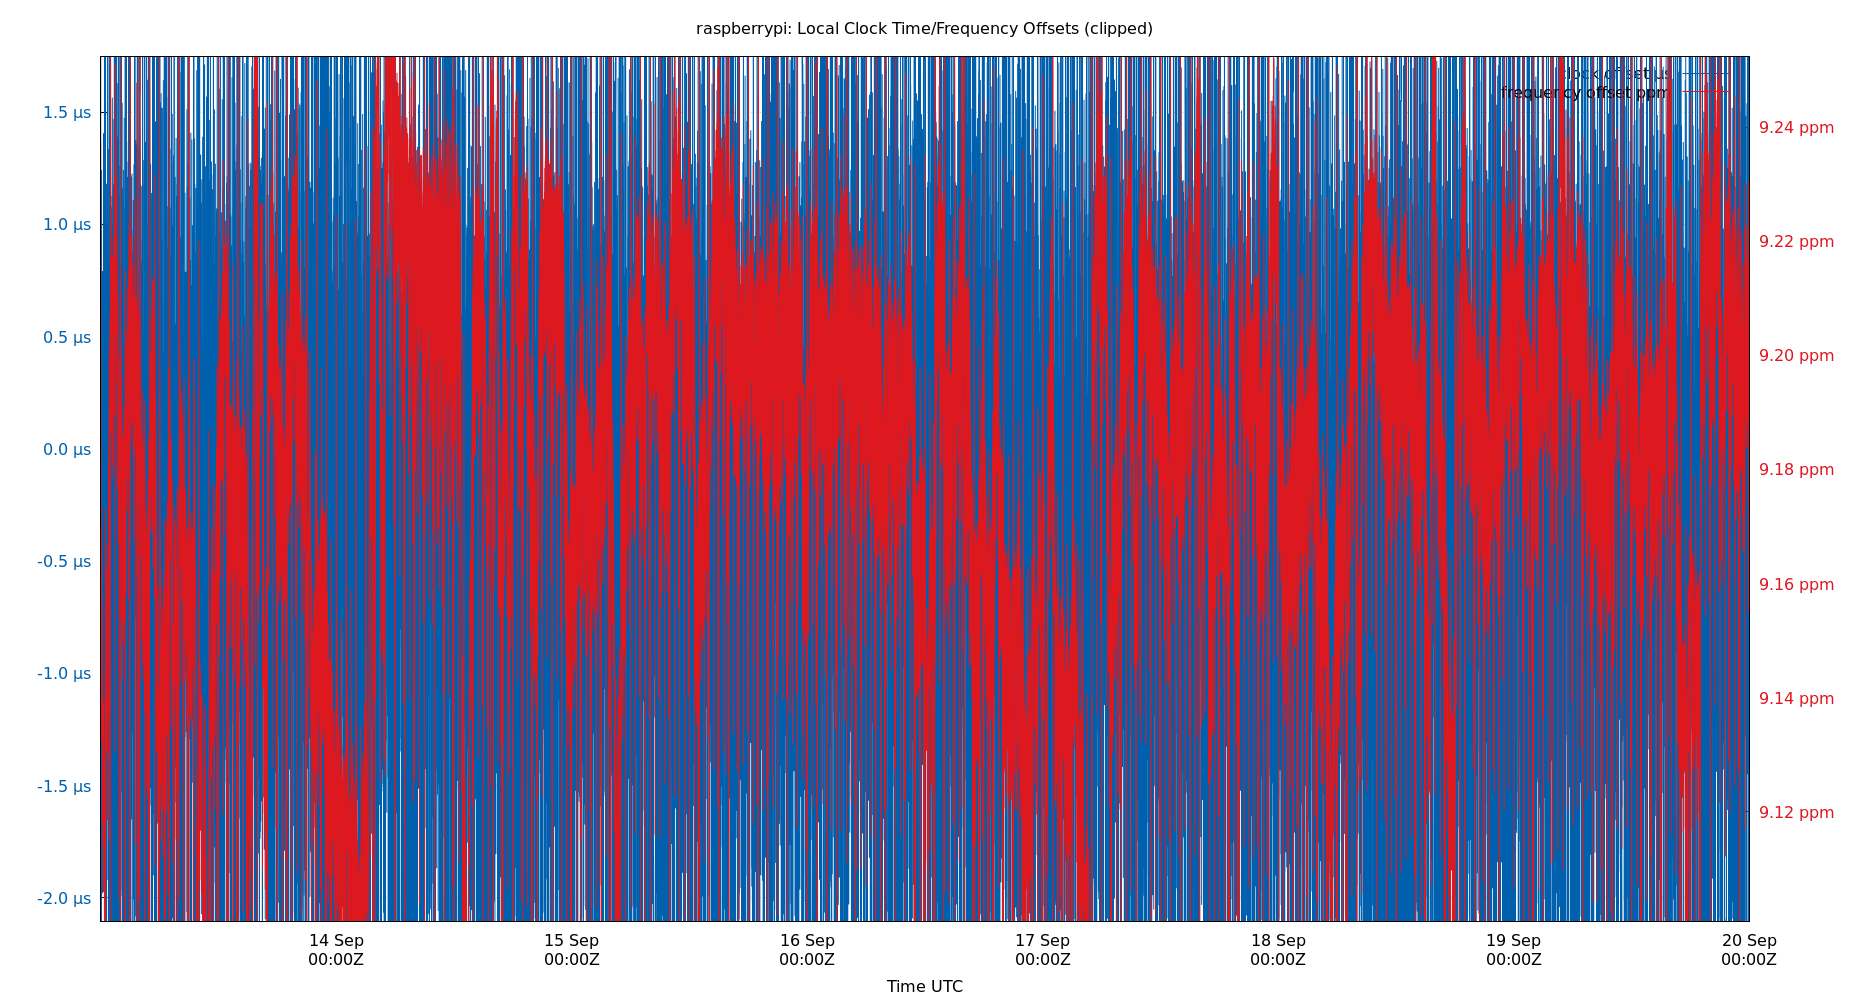 raspberrypi: Local Clock Time/Frequency Offsets (clipped)
clock offset µs
frequency offset ppm
1.5 µs
1.0 µs
0.5 µs
0.0 µs
-0.5 µs
-1.0 µs
-1.5 µs
-2.0 µs
9.24 ppm
9.22 ppm
9.20 ppm
9.18 ppm
9.16 ppm
9.14 ppm
9.12 ppm
14 Sep
00:00Z
15 Sep
00:00Z
16 Sep
00:00Z
17 Sep
00:00Z
18 Sep
00:00Z
19 Sep
00:00Z
20 Sep
00:00Z
Time UTC